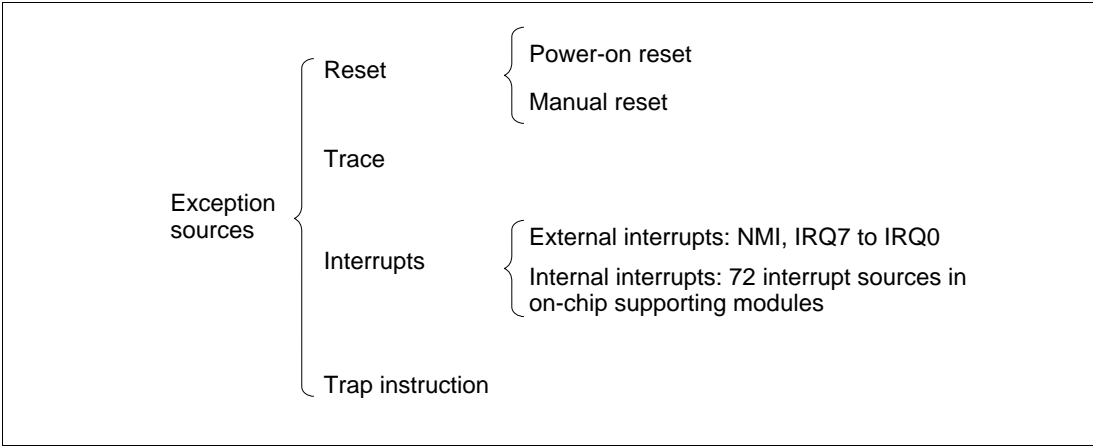 Exception
sources
Reset
Power-on reset
Manual reset
Trace
Interrupts
External interrupts: NMI, IRQ7 to IRQ0
Internal interrupts: 72 interrupt sources in
on-chip supporting modules
Trap instruction